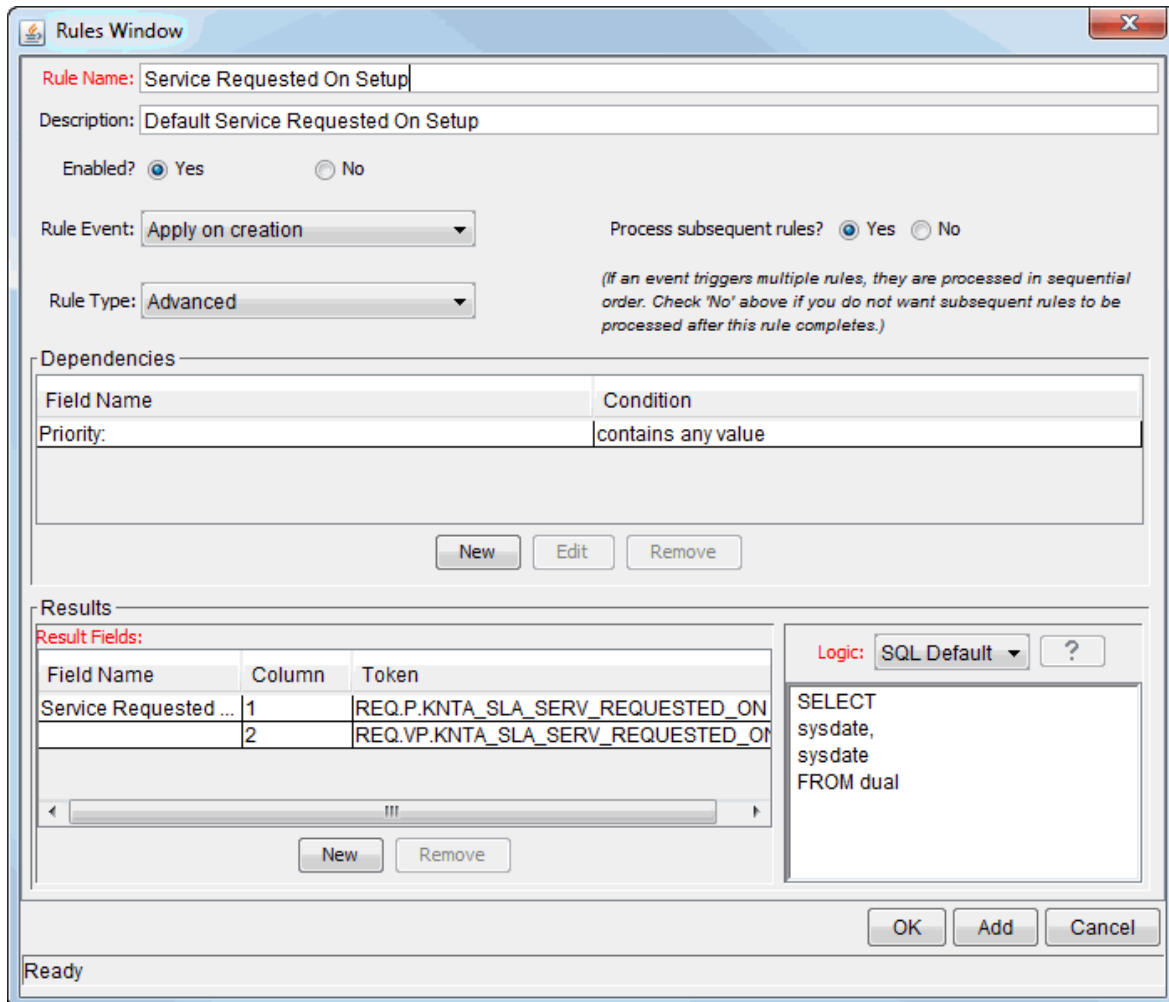 Rules Window
Rule Name: Service Requested On Setup
Description: Default Service Requested On Setup
Enabled? Yes No
Rule Event: Apply on creation
Process subsequent rules? Yes No
Rule Type: Advanced
(If an event triggers multiple rules, they are processed in sequential
order. Check 'No' above if you do not want subsequent rules to be
processed after this rule completes.)
Dependencies
Field Name Condition
Priority: contains any value
New Edit Remove
Results
Result Fields:
Field Name Column Token
Service Requested ... 1 REQ.P.KNTA_SLA_SERV_REQUESTED_ON
2 REQ.VP.KNTA_SLA_SERV_REQUESTED_ON
New Remove
Logic: SQL Default ?
SELECT
sysdate,
sysdate
FROM dual
OK Add Cancel
Ready